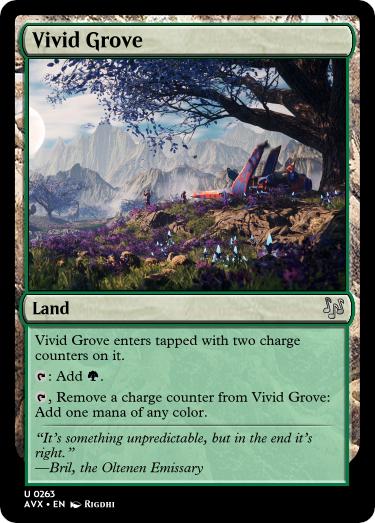 Vivid Grove
Land
Vivid Grove enters tapped with two charge
counters on it.
: Add .
, Remove a charge counter from Vivid Grove:
Add one mana of any color.
“It's something unpredictable, but in the end it's
right.”
—Bril, the Oltenen Emissary
U 0263
AVX • EN Rigdhi